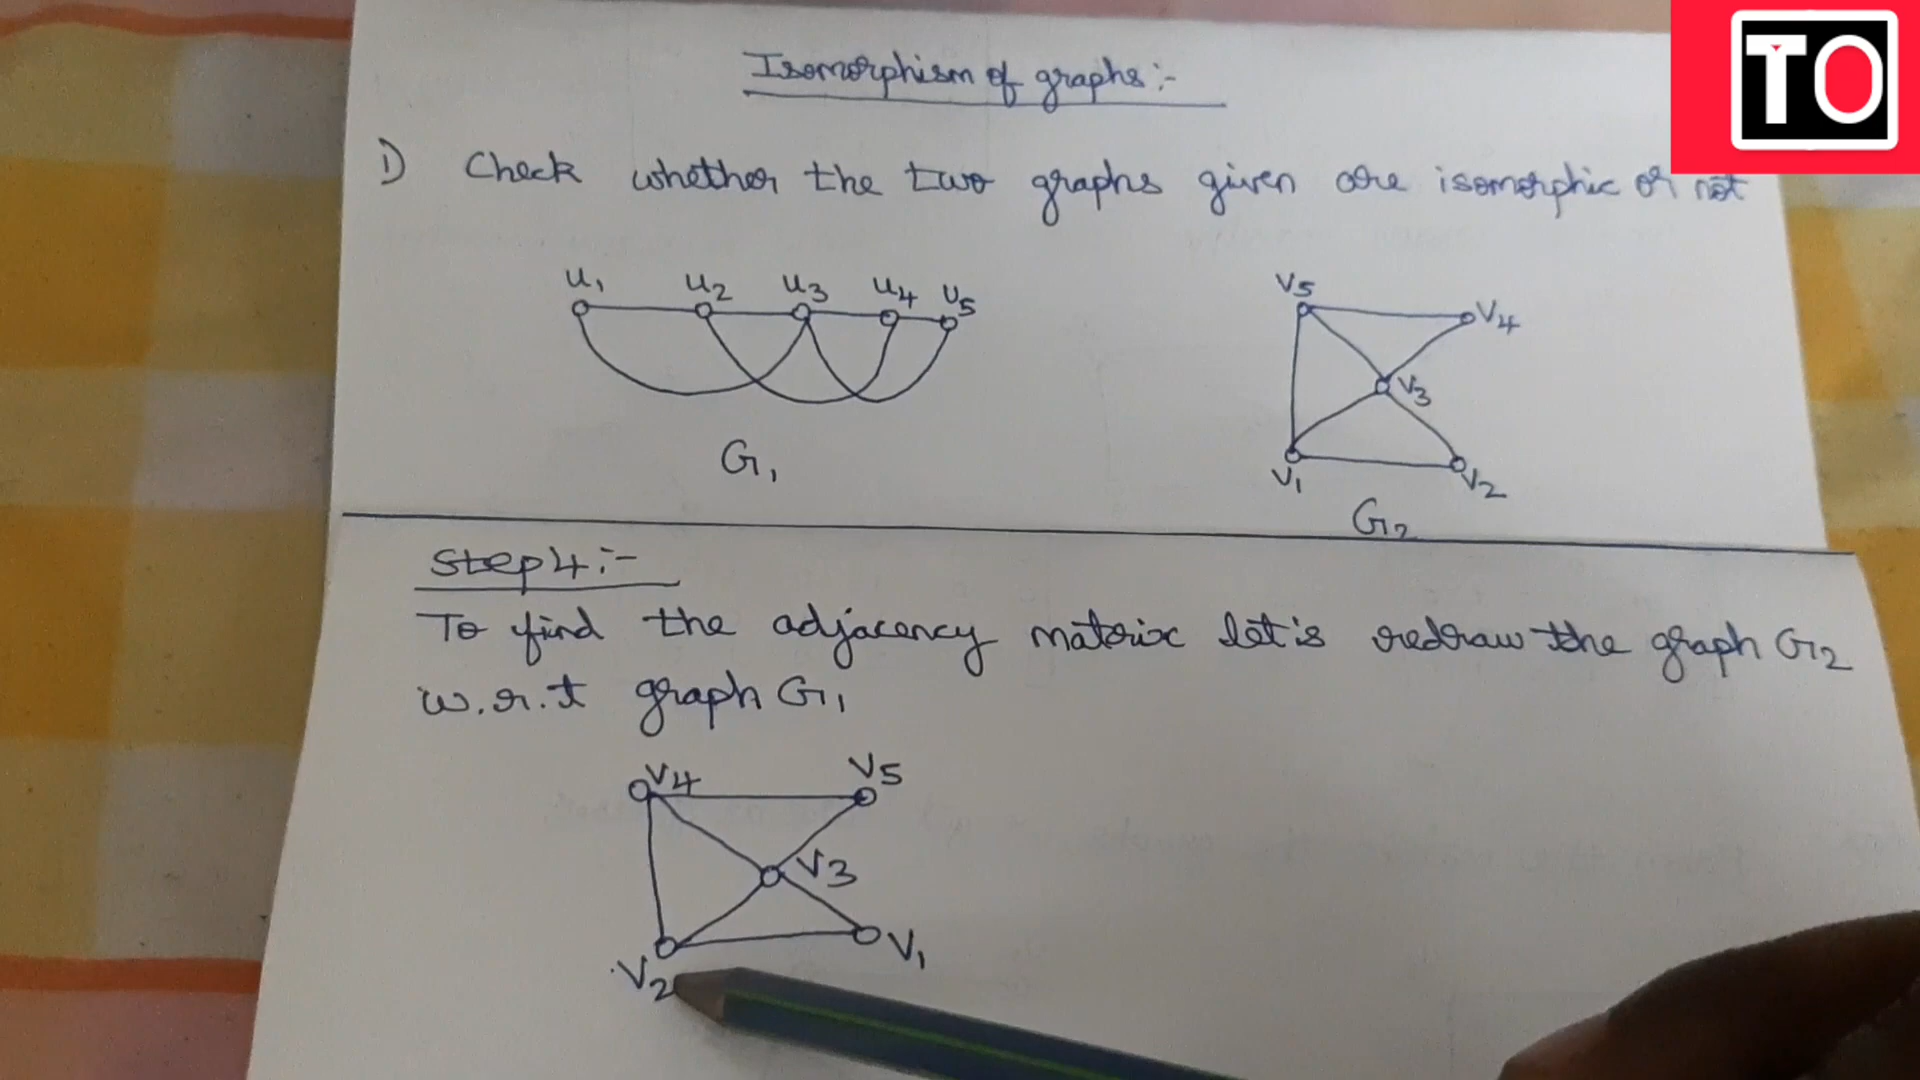 TO
Isomorphism of graphs:-
1) Check whether the two graphs given are isomorphic or not
u1 u2 u3 u4 u5
G1
V5 V4
V3
V1 V2
G2
Step4:-
To find the adjacency matrix let's redraw the graph G2
w.r.t graph G1
V4 V5
V3
V2 V1